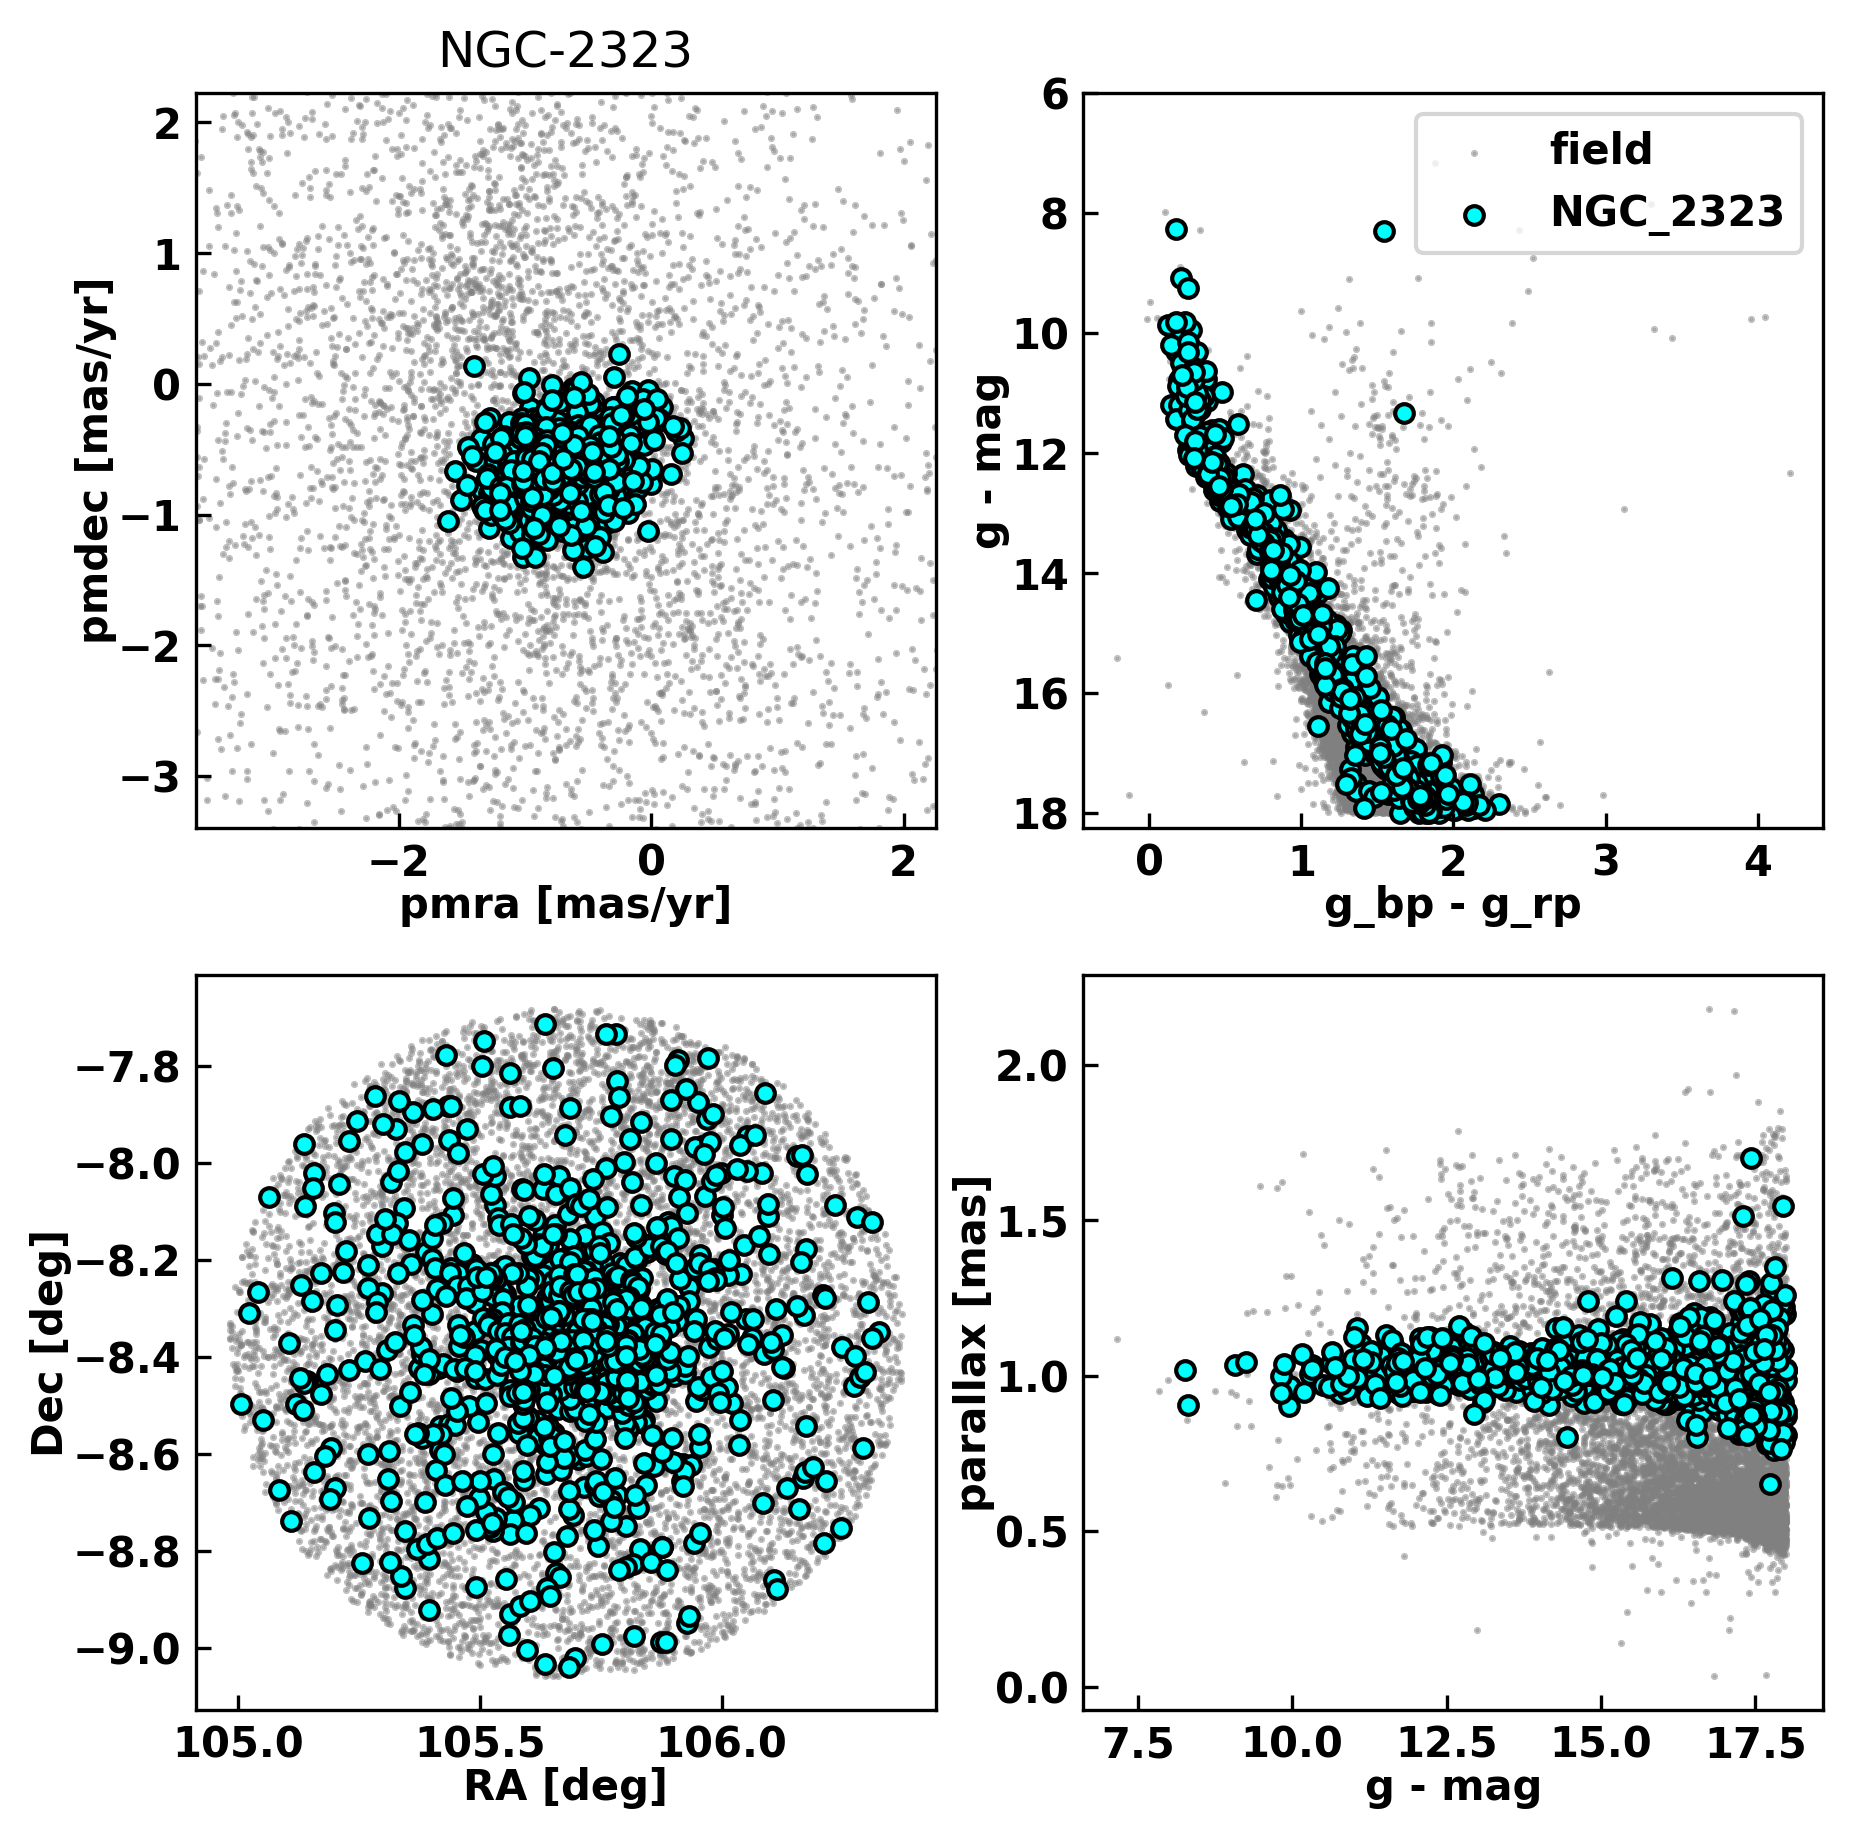 NGC-2323
2
1
0
−1
−2
−3
pmdec [mas/yr]
−2 0 2
pmra [mas/yr]
6
8
10
12
14
16
18
g - mag
field
NGC_2323
0 1 2 3 4
g_bp - g_rp
−7.8
−8.0
−8.2
−8.4
−8.6
−8.8
−9.0
Dec [deg]
105.0 105.5 106.0
RA [deg]
2.0
1.5
1.0
0.5
0.0
parallax [mas]
7.5 10.0 12.5 15.0 17.5
g - mag